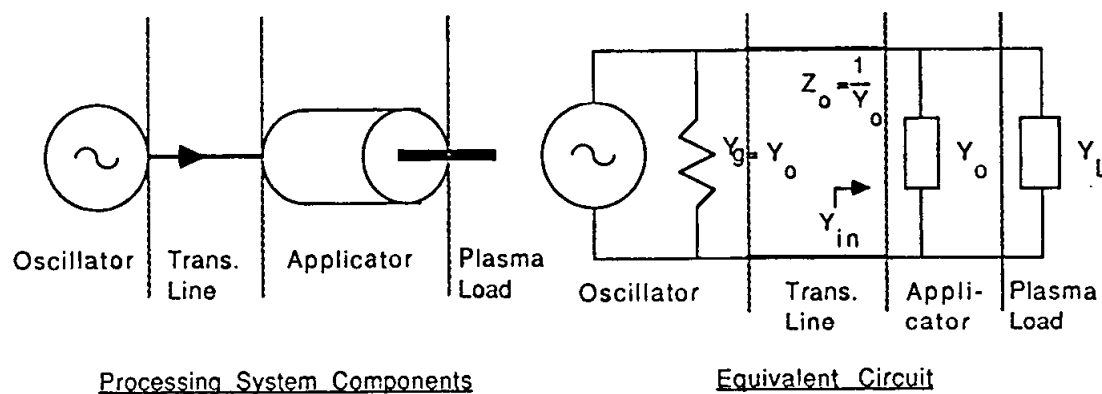 Oscillator
Trans.
Line
Applicator
Plasma
Load
Processing System Components
Z_o = 1/Y_o
Y_g = Y_o
Y_in
Y_o
Y_L
Oscillator
Trans.
Line
Appli-
cator
Plasma
Load
Equivalent Circuit